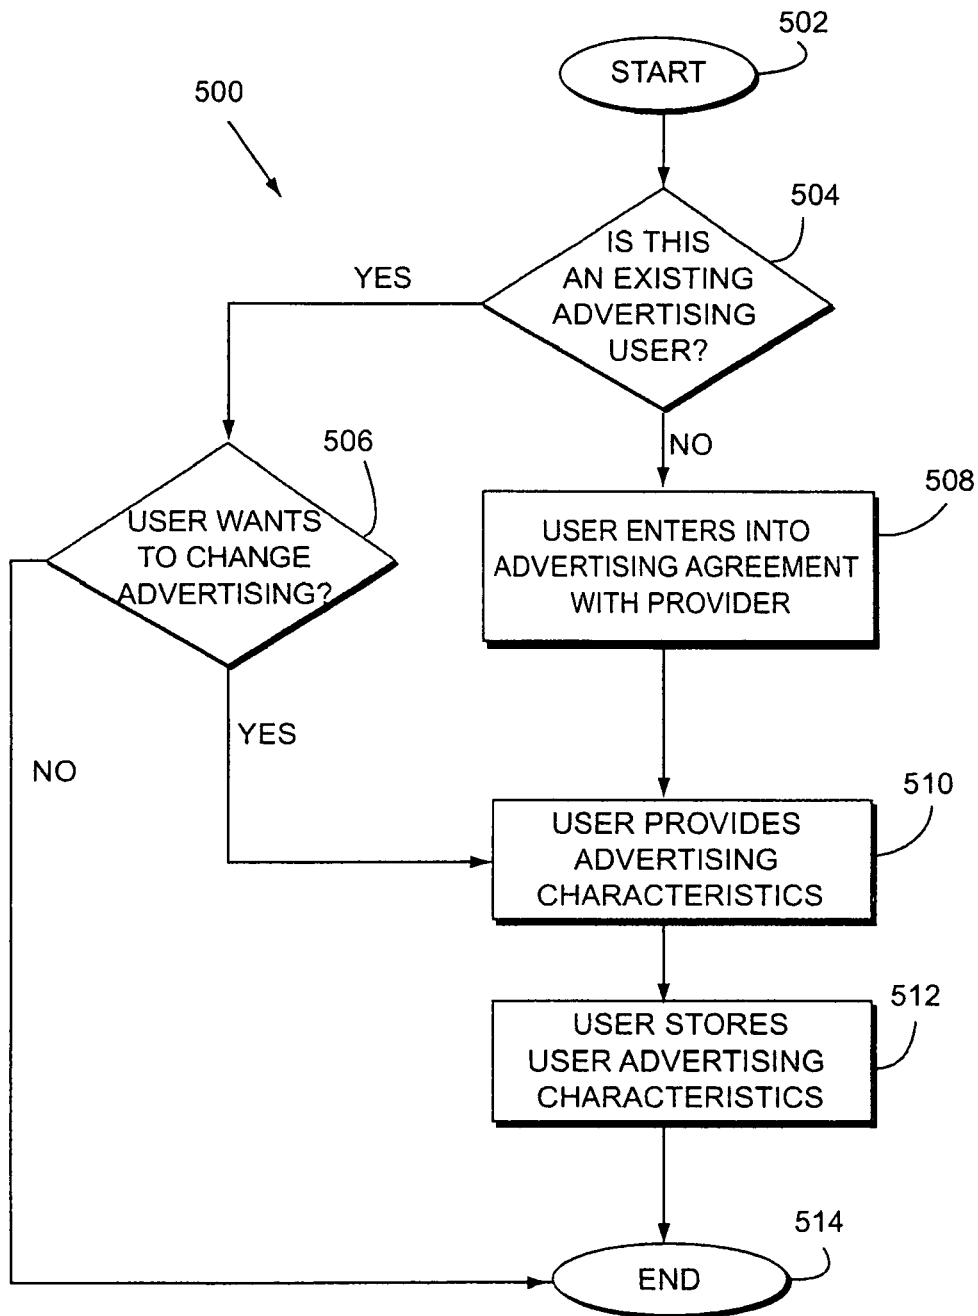 502
START
500
504
IS THIS
AN EXISTING
ADVERTISING
USER?
YES
506
NO
USER WANTS
TO CHANGE
ADVERTISING?
508
USER ENTERS INTO
ADVERTISING AGREEMENT
WITH PROVIDER
YES
NO
510
USER PROVIDES
ADVERTISING
CHARACTERISTICS
512
USER STORES
USER ADVERTISING
CHARACTERISTICS
514
END